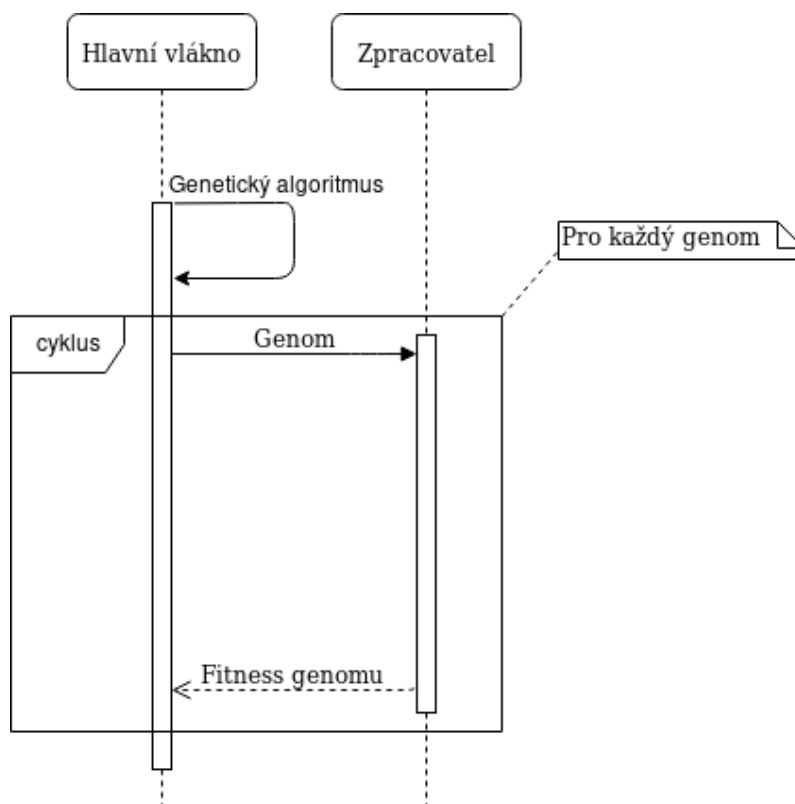 Hlavní vlákno
Zpracovatel
Genetický algoritmus
Pro každý genom
cyklus
Genom
Fitness genomu